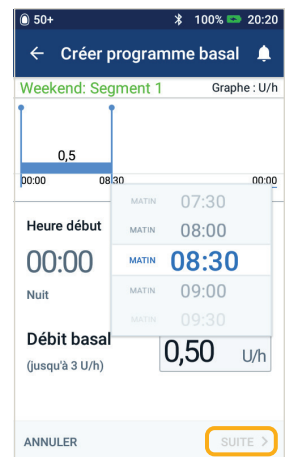 50+ 100% 20:20
Créer programme basal
Weekend: Segment 1 Graphe : U/h
0,5
00:00 08:30 00:00
MATIN 07:30
Heure début MATIN 08:00
00:00 MATIN 08:30
Nuit MATIN 09:00
MATIN 09:30
Débit basal
(jusqu'à 3 U/h) 0,50 U/h
ANNULER SUITE >